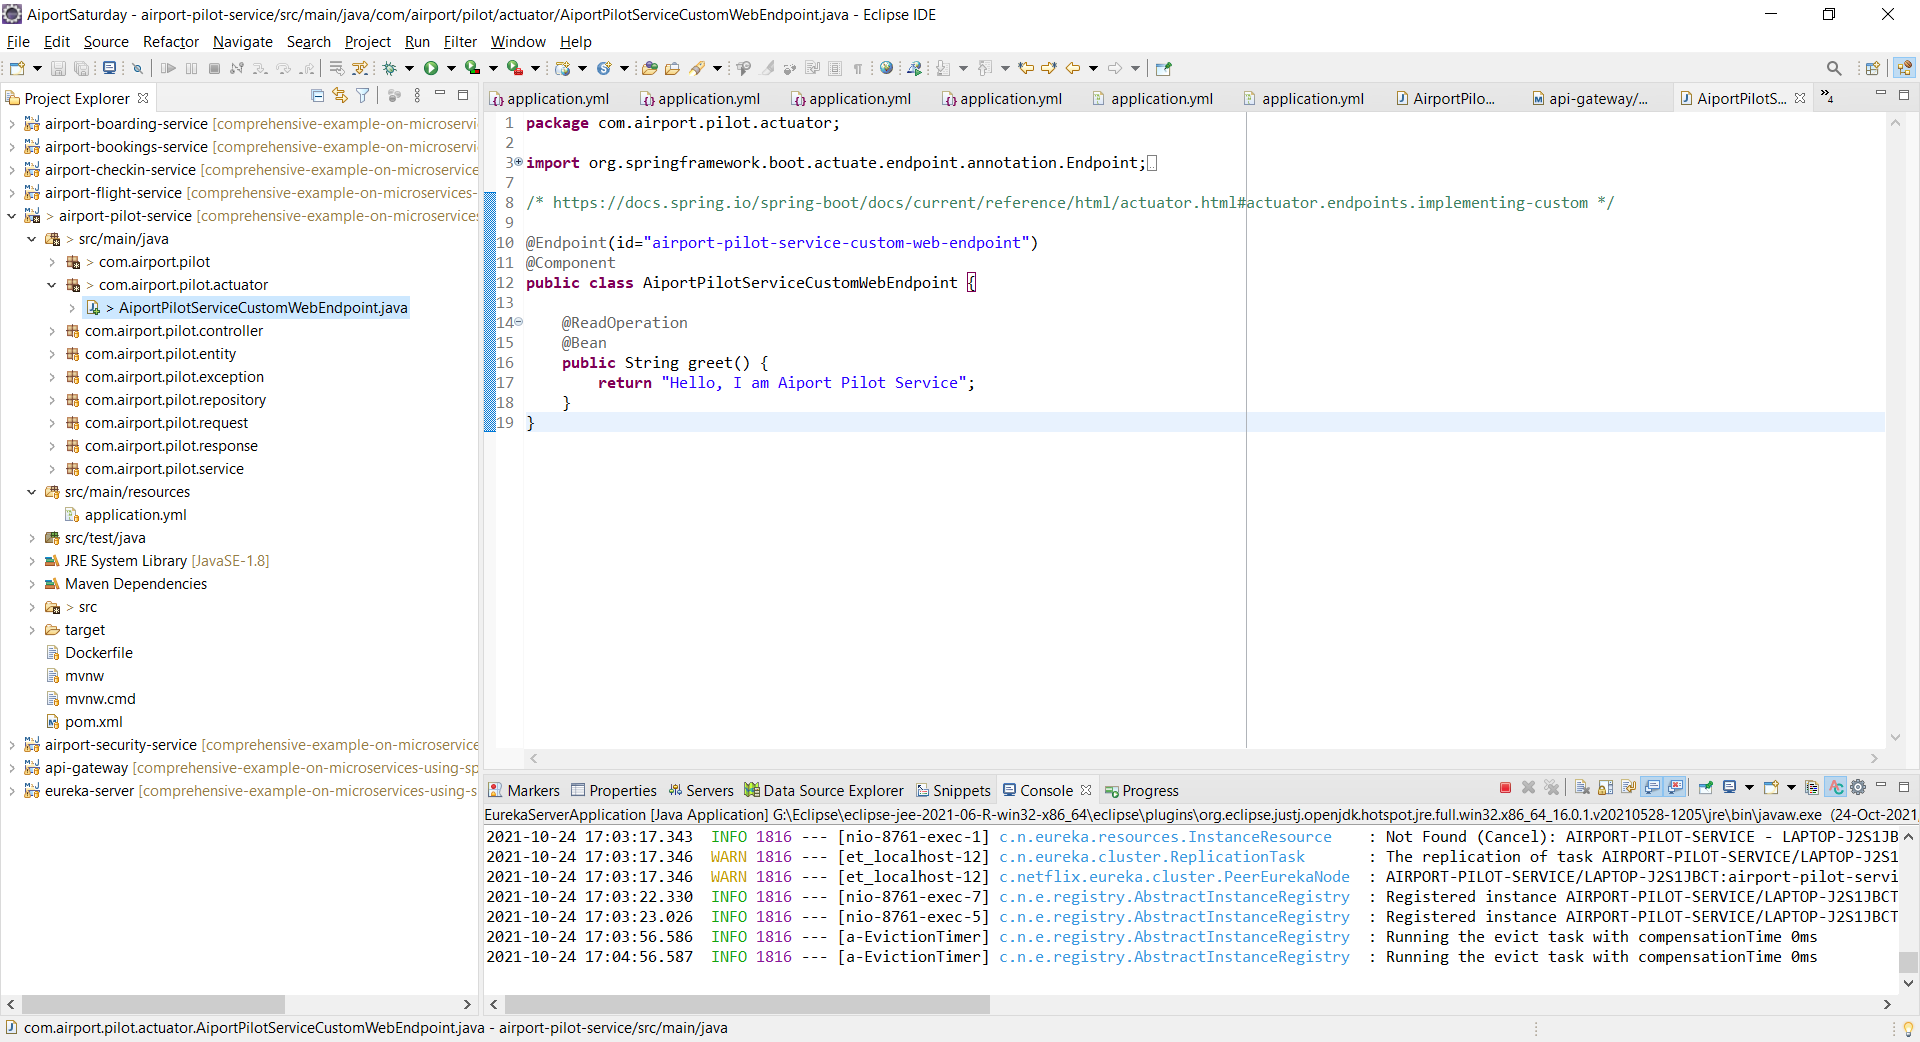 AiportSaturday - airport-pilot-service/src/main/java/com/airport/pilot/actuator/AiportPilotServiceCustomWebEndpoint.java - Eclipse IDE
File Edit Source Refactor Navigate Search Project Run Filter Window Help
Project Explorer
airport-boarding-service [comprehensive-example-on-microservi
airport-bookings-service [comprehensive-example-on-microservi
airport-checkin-service [comprehensive-example-on-microservice
airport-flight-service [comprehensive-example-on-microservices-
> airport-pilot-service [comprehensive-example-on-microservices
> src/main/java
> com.airport.pilot
> com.airport.pilot.actuator
> AiportPilotServiceCustomWebEndpoint.java
com.airport.pilot.controller
com.airport.pilot.entity
com.airport.pilot.exception
com.airport.pilot.repository
com.airport.pilot.request
com.airport.pilot.response
com.airport.pilot.service
src/main/resources
application.yml
src/test/java
JRE System Library [JavaSE-1.8]
Maven Dependencies
> src
target
Dockerfile
mvnw
mvnw.cmd
pom.xml
airport-security-service [comprehensive-example-on-microservice
api-gateway [comprehensive-example-on-microservices-using-sp
eureka-server [comprehensive-example-on-microservices-using-s
application.yml application.yml application.yml application.yml application.yml application.yml AirportPilo... api-gateway/... AiportPilotS... »4
1 package com.airport.pilot.actuator;
2
3 import org.springframework.boot.actuate.endpoint.annotation.Endpoint;
7
8 /* https://docs.spring.io/spring-boot/docs/current/reference/html/actuator.html#actuator.endpoints.implementing-custom */
9
10 @Endpoint(id="airport-pilot-service-custom-web-endpoint")
11 @Component
12 public class AiportPilotServiceCustomWebEndpoint {
13
14 @ReadOperation
15 @Bean
16 public String greet() {
17 return "Hello, I am Aiport Pilot Service";
18 }
19 }
Markers Properties Servers Data Source Explorer Snippets Console Progress
EurekaServerApplication [Java Application] G:\Eclipse\eclipse-jee-2021-06-R-win32-x86_64\eclipse\plugins\org.eclipse.justj.openjdk.hotspot.jre.full.win32.x86_64_16.0.1.v20210528-1205\jre\bin\javaw.exe (24-Oct-2021,
2021-10-24 17:03:17.343 INFO 1816 --- [nio-8761-exec-1] c.n.eureka.resources.InstanceResource : Not Found (Cancel): AIRPORT-PILOT-SERVICE - LAPTOP-J2S1JB
2021-10-24 17:03:17.346 WARN 1816 --- [et_localhost-12] c.n.eureka.cluster.ReplicationTask : The replication of task AIRPORT-PILOT-SERVICE/LAPTOP-J2S1
2021-10-24 17:03:17.346 WARN 1816 --- [et_localhost-12] c.netflix.eureka.cluster.PeerEurekaNode : AIRPORT-PILOT-SERVICE/LAPTOP-J2S1JBCT:airport-pilot-servi
2021-10-24 17:03:22.330 INFO 1816 --- [nio-8761-exec-7] c.n.e.registry.AbstractInstanceRegistry : Registered instance AIRPORT-PILOT-SERVICE/LAPTOP-J2S1JBCT
2021-10-24 17:03:23.026 INFO 1816 --- [nio-8761-exec-5] c.n.e.registry.AbstractInstanceRegistry : Registered instance AIRPORT-PILOT-SERVICE/LAPTOP-J2S1JBCT
2021-10-24 17:03:56.586 INFO 1816 --- [a-EvictionTimer] c.n.e.registry.AbstractInstanceRegistry : Running the evict task with compensationTime 0ms
2021-10-24 17:04:56.587 INFO 1816 --- [a-EvictionTimer] c.n.e.registry.AbstractInstanceRegistry : Running the evict task with compensationTime 0ms
com.airport.pilot.actuator.AiportPilotServiceCustomWebEndpoint.java - airport-pilot-service/src/main/java